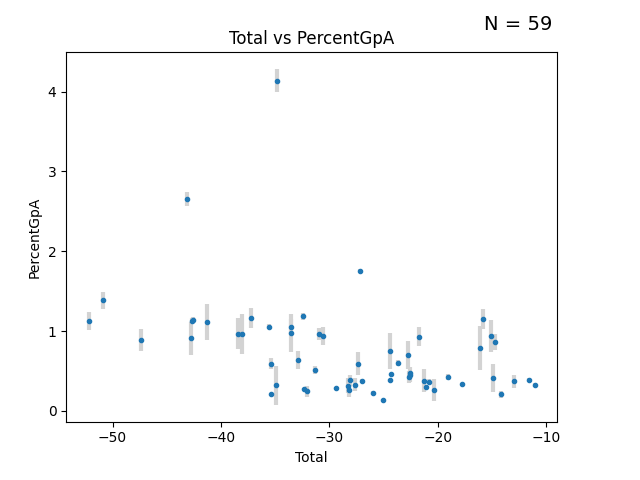 N = 59
Total vs PercentGpA
PercentGpA
4
3
2
1
0
−50 −40 −30 −20 −10
Total